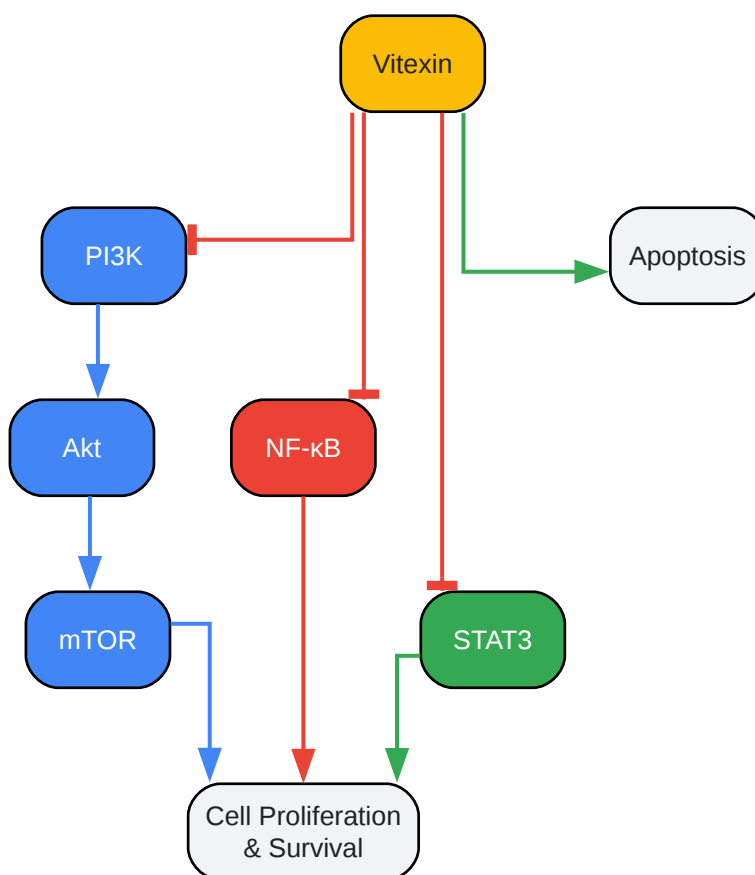 Vitexin
PI3K
Apoptosis
Akt
NF-κB
mTOR
STAT3
Cell Proliferation
& Survival